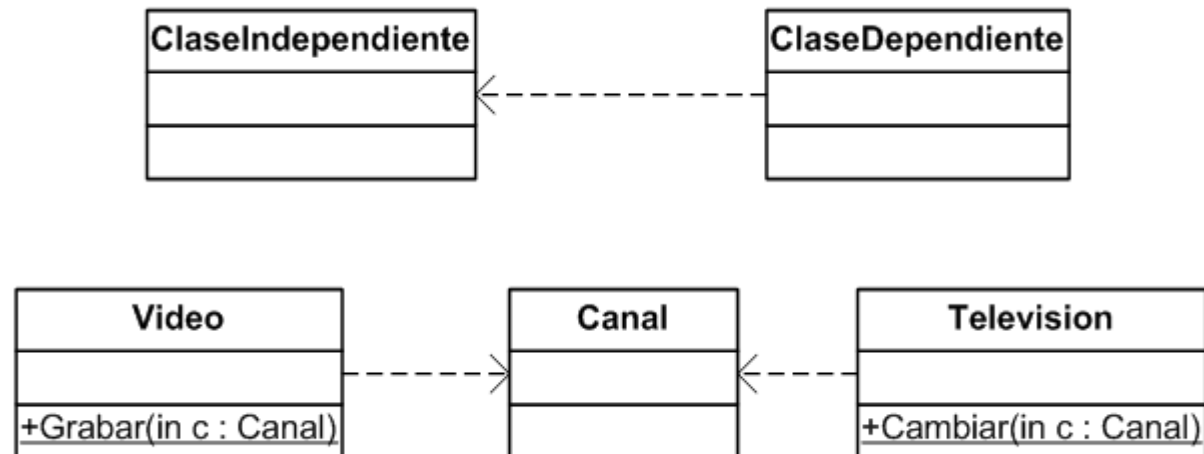 ClaseIndependiente
ClaseDependiente
Video
Canal
Television
+Grabar(in c : Canal)
+Cambiar(in c : Canal)